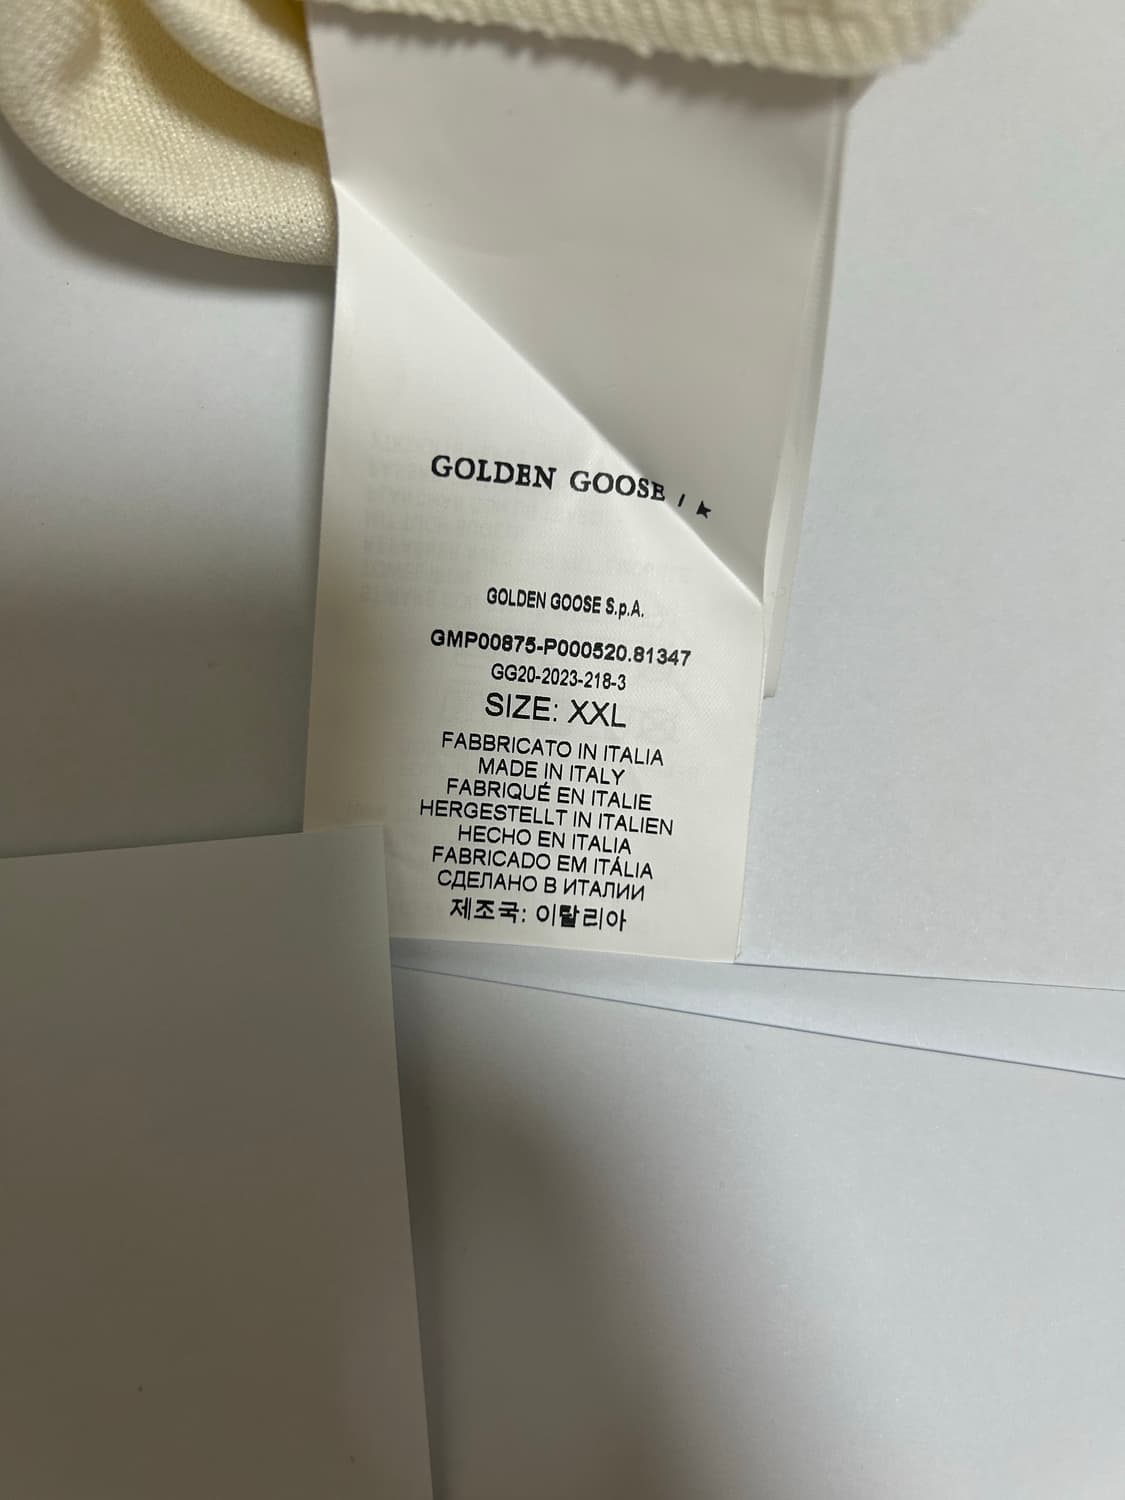 GOLDEN GOOSE / ★
GOLDEN GOOSE S.p.A.
GMP00875-P000520.81347
GG20-2023-218-3
SIZE: XXL
FABBRICATO IN ITALIA
MADE IN ITALY
FABRIQUÉ EN ITALIE
HERGESTELLT IN ITALIEN
HECHO EN ITALIA
FABRICADO EM ITÁLIA
СДЕЛАНО В ИТАЛИИ
제조국: 이탈리아